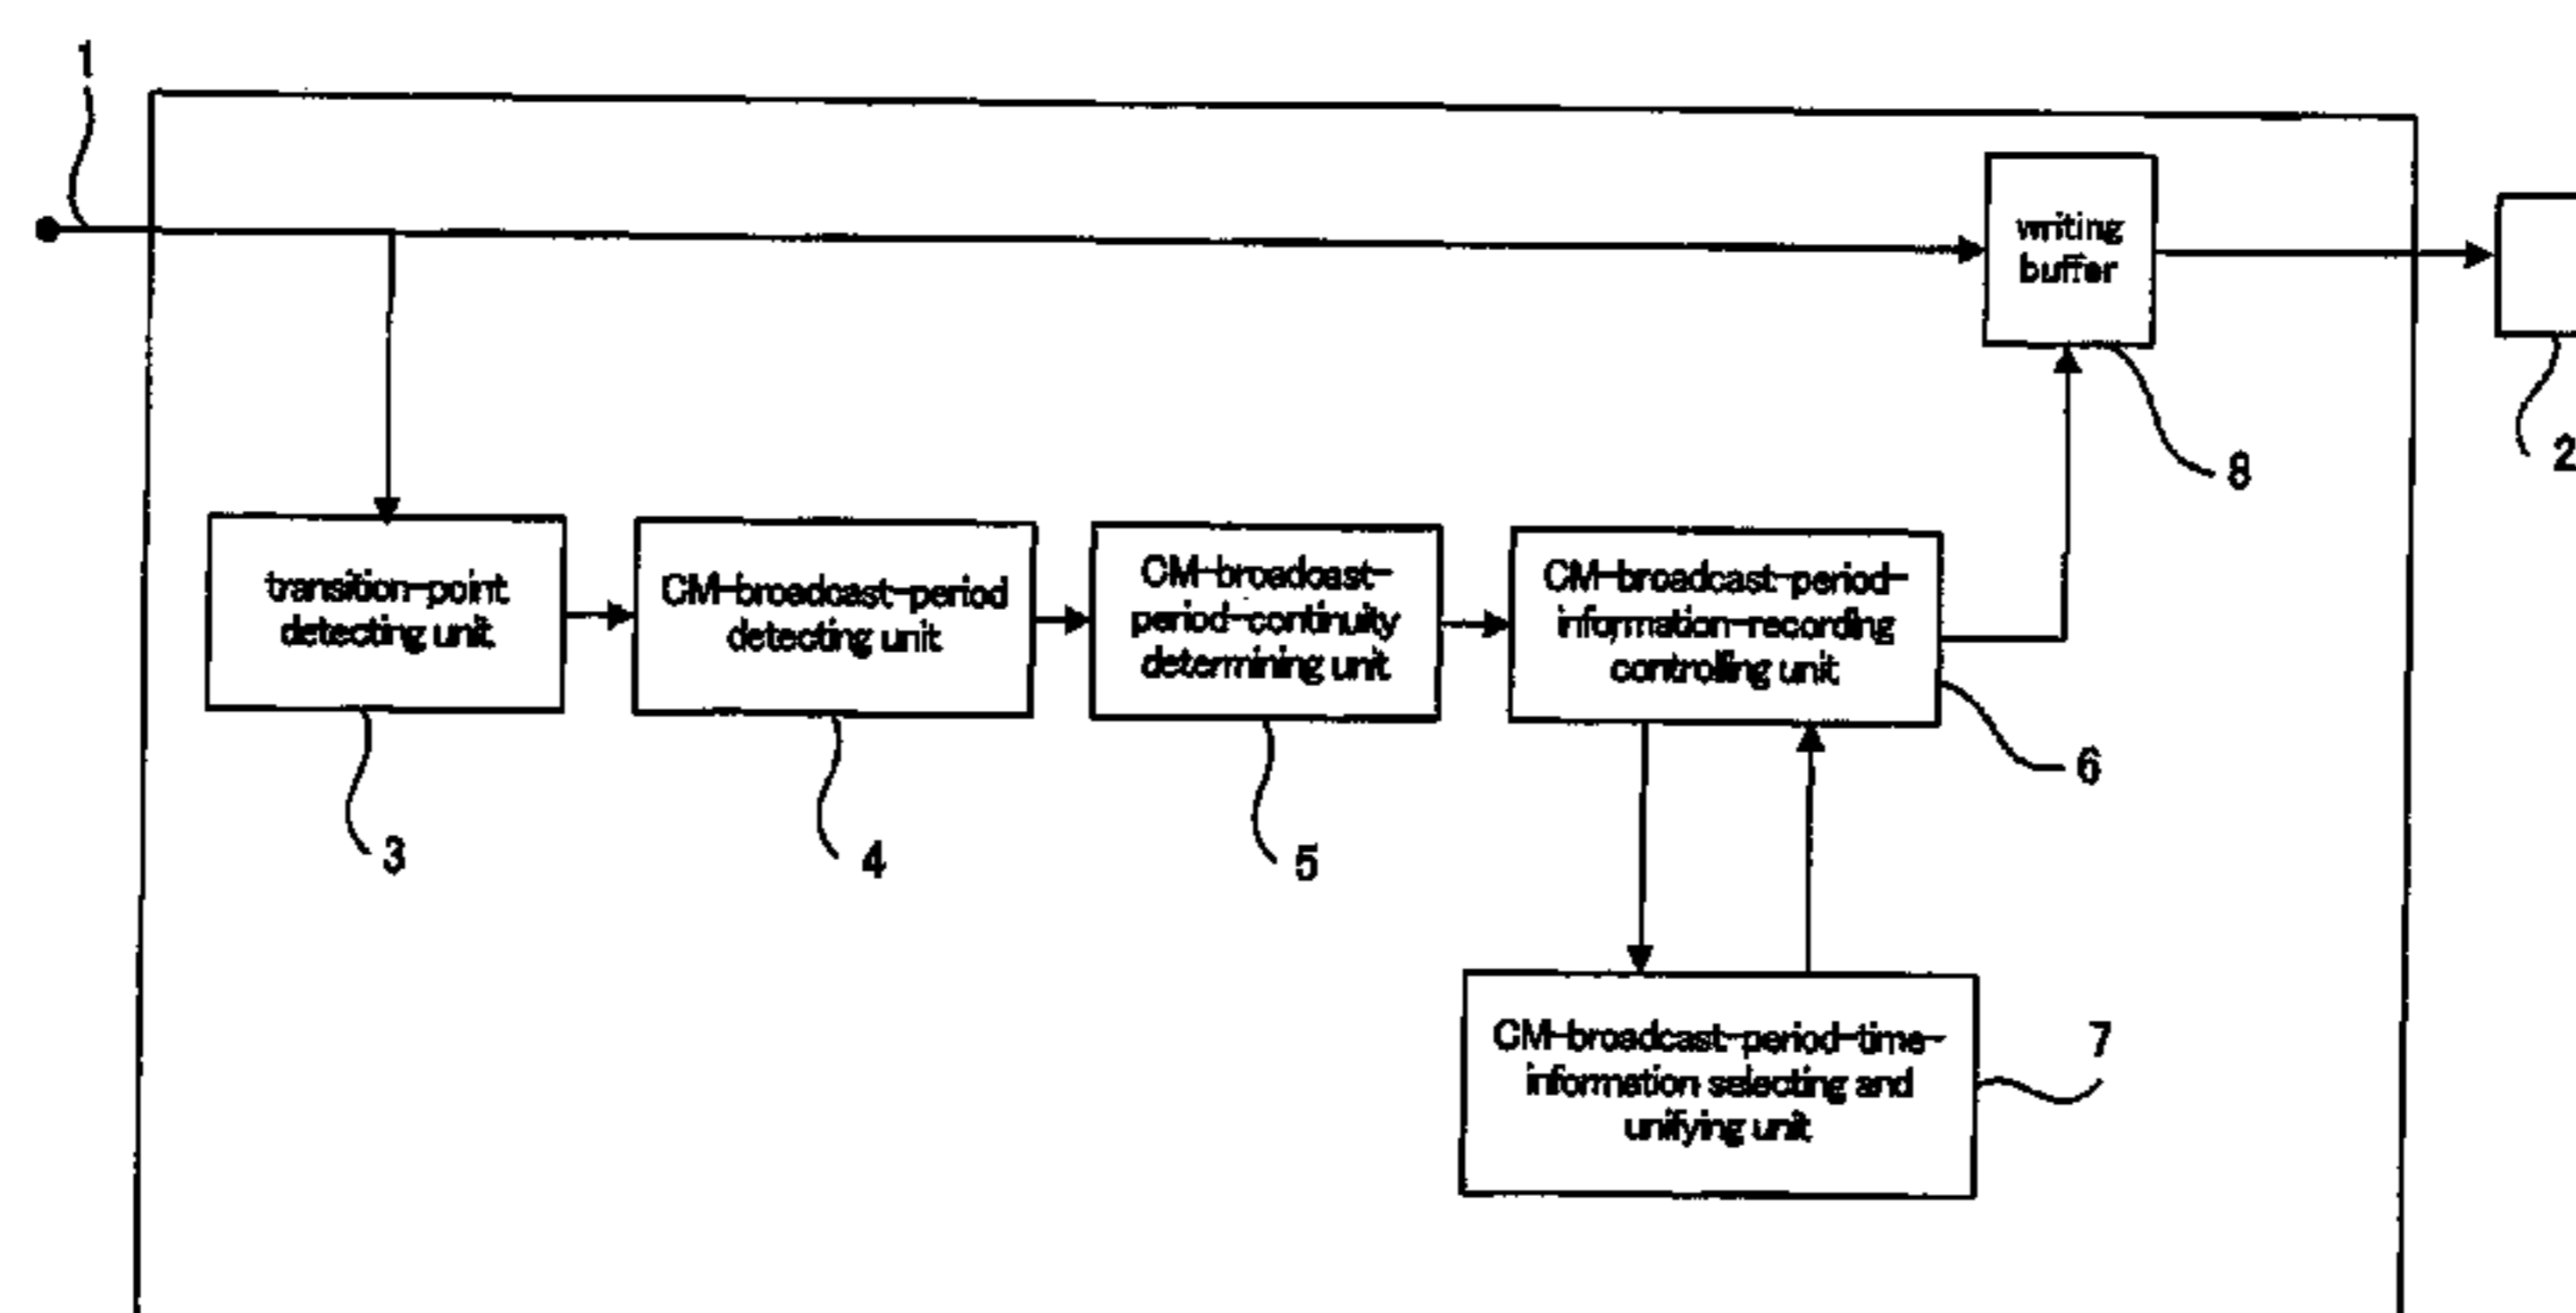 1
writing
buffer
8
2
transition-point
detecting unit
CM-broadcast-period
detecting unit
CM-broadcast-
period-continuity
determining unit
CM-broadcast-period-
information-recording
controlling unit
6
3
4
5
CM-broadcast-period-time-
information selecting and
unifying unit
7